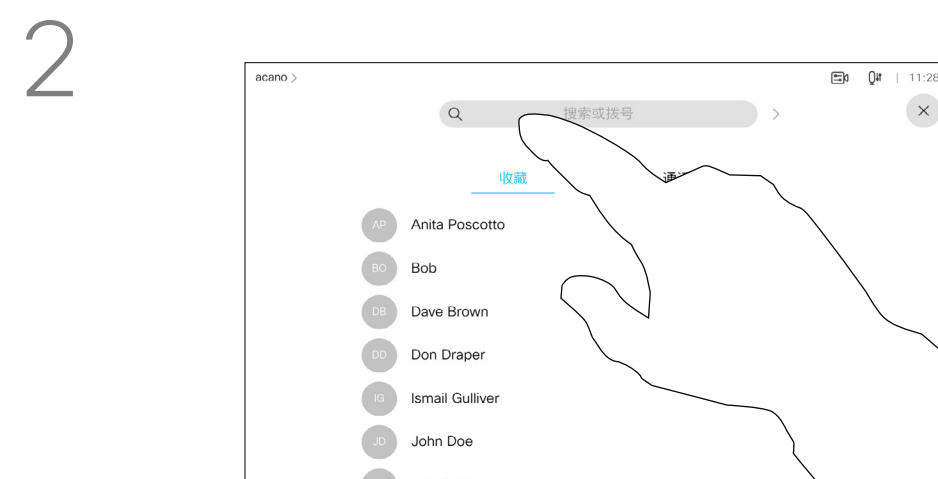 2
acano >
11:28
搜索或拨号
收藏
AP Anita Poscotto
BO Bob
DB Dave Brown
DD Don Draper
IG Ismail Gulliver
JD John Doe